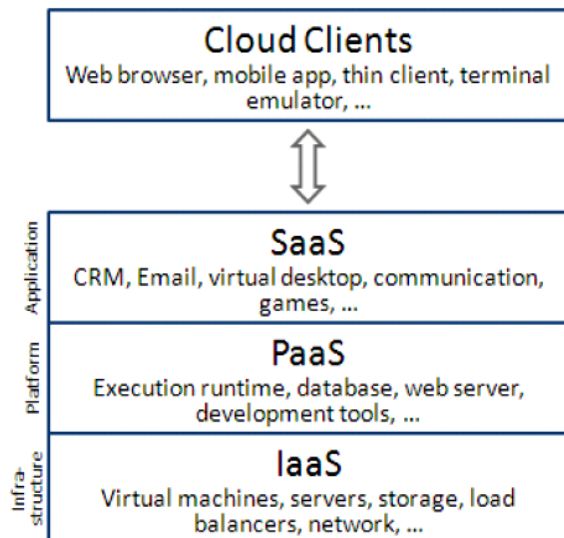 Cloud Clients
Web browser, mobile app, thin client, terminal
emulator, ...
Application
SaaS
CRM, Email, virtual desktop, communication,
games, ...
Platform
PaaS
Execution runtime, database, web server,
development tools, ...
Infra-
structure
IaaS
Virtual machines, servers, storage, load
balancers, network, ...